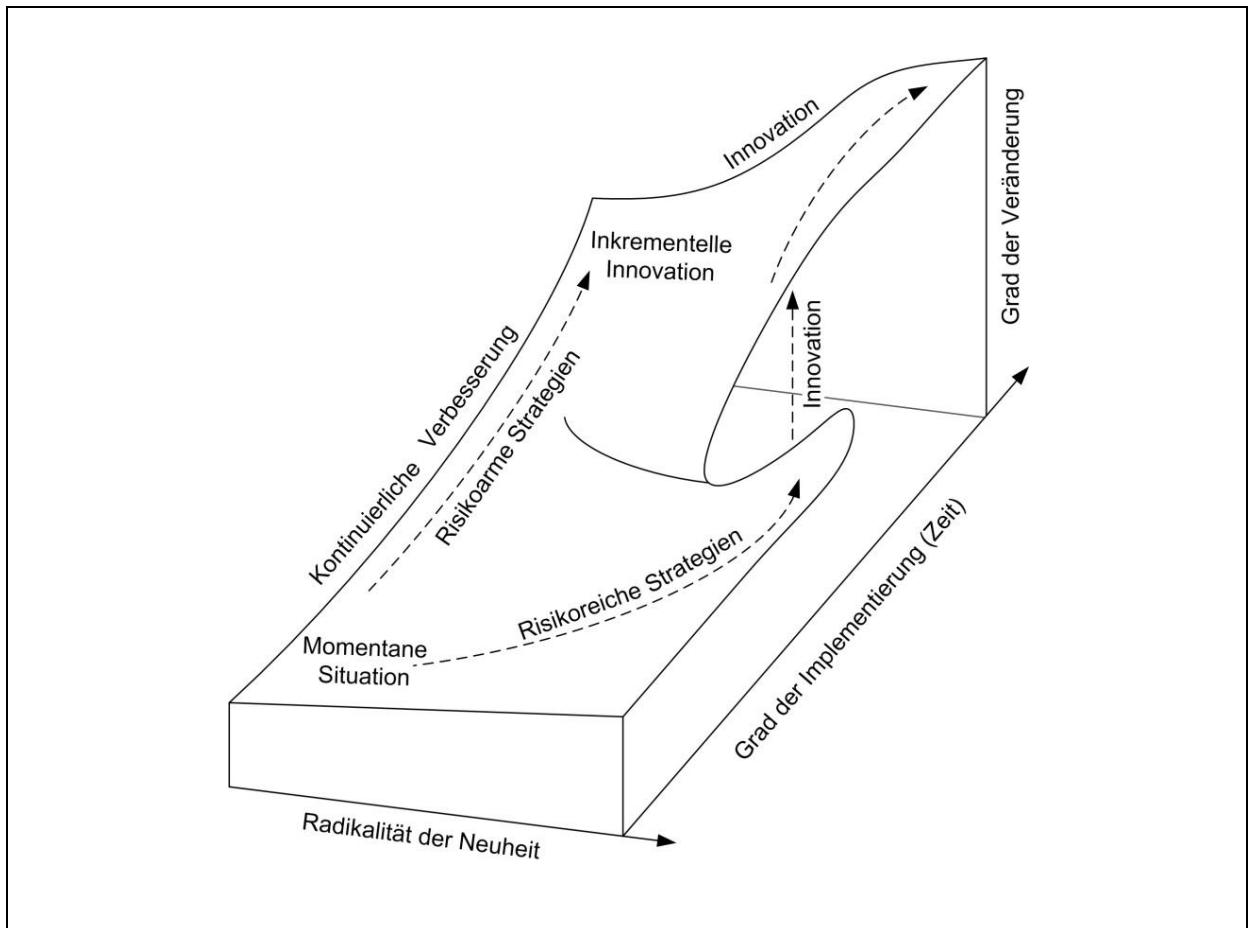 Innovation
Grad der Veränderung
Inkrementelle
Innovation
Innovation
Kontinuierliche Verbesserung
Risikoarme Strategien
Risikoreiche Strategien
Grad der Implementierung (Zeit)
Momentane
Situation
Radikalität der Neuheit